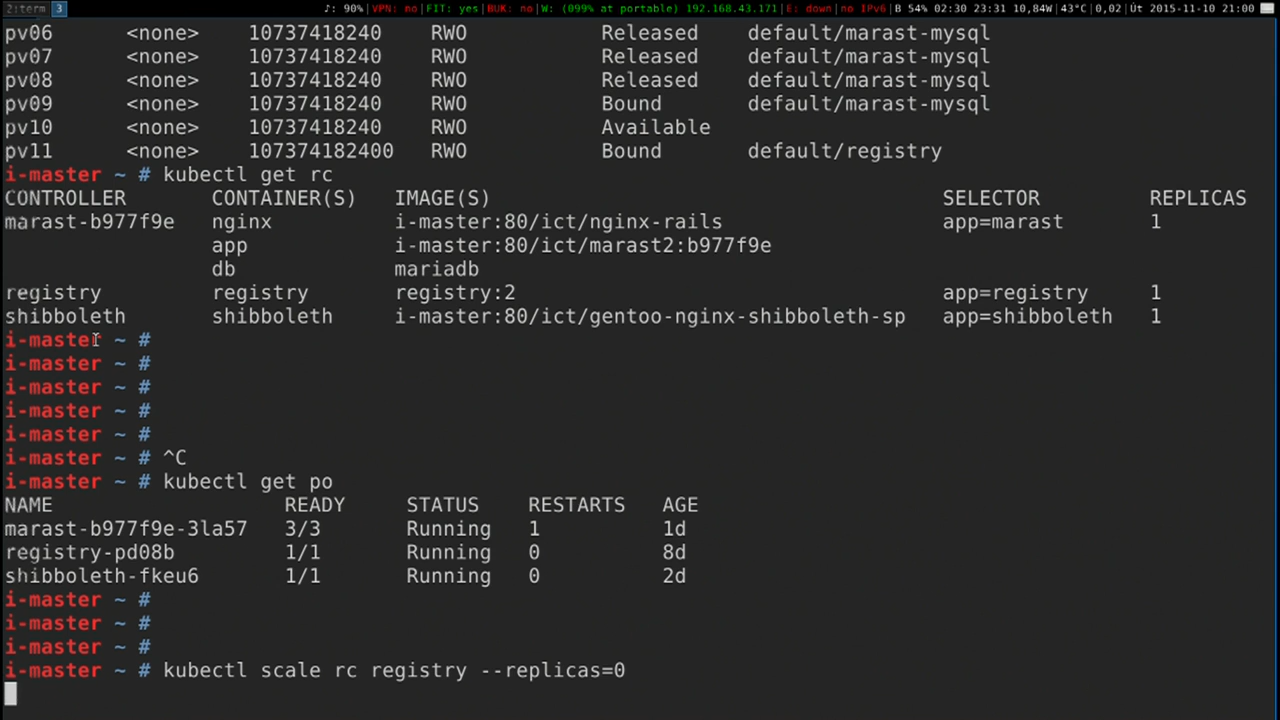 2:term 3 ♪: 90%|VPN: no|FIT: yes|BUK: no|W: (099% at portable) 192.168.43.171|E: down|no IPv6|B 54% 02:30 23:31 10,84W|43°C|0,02|Út 2015-11-10 21:00
pv06 <none> 10737418240 RWO Released default/marast-mysql
pv07 <none> 10737418240 RWO Released default/marast-mysql
pv08 <none> 10737418240 RWO Released default/marast-mysql
pv09 <none> 10737418240 RWO Bound default/marast-mysql
pv10 <none> 10737418240 RWO Available
pv11 <none> 107374182400 RWO Bound default/registry
i-master ~ # kubectl get rc
CONTROLLER CONTAINER(S) IMAGE(S) SELECTOR REPLICAS
marast-b977f9e nginx i-master:80/ict/nginx-rails app=marast 1
app i-master:80/ict/marast2:b977f9e
db mariadb
registry registry registry:2 app=registry 1
shibboleth shibboleth i-master:80/ict/gentoo-nginx-shibboleth-sp app=shibboleth 1
i-master ~ #
i-master ~ #
i-master ~ #
i-master ~ #
i-master ~ #
i-master ~ # ^C
i-master ~ # kubectl get po
NAME READY STATUS RESTARTS AGE
marast-b977f9e-3la57 3/3 Running 1 1d
registry-pd08b 1/1 Running 0 8d
shibboleth-fkeu6 1/1 Running 0 2d
i-master ~ #
i-master ~ #
i-master ~ #
i-master ~ # kubectl scale rc registry --replicas=0